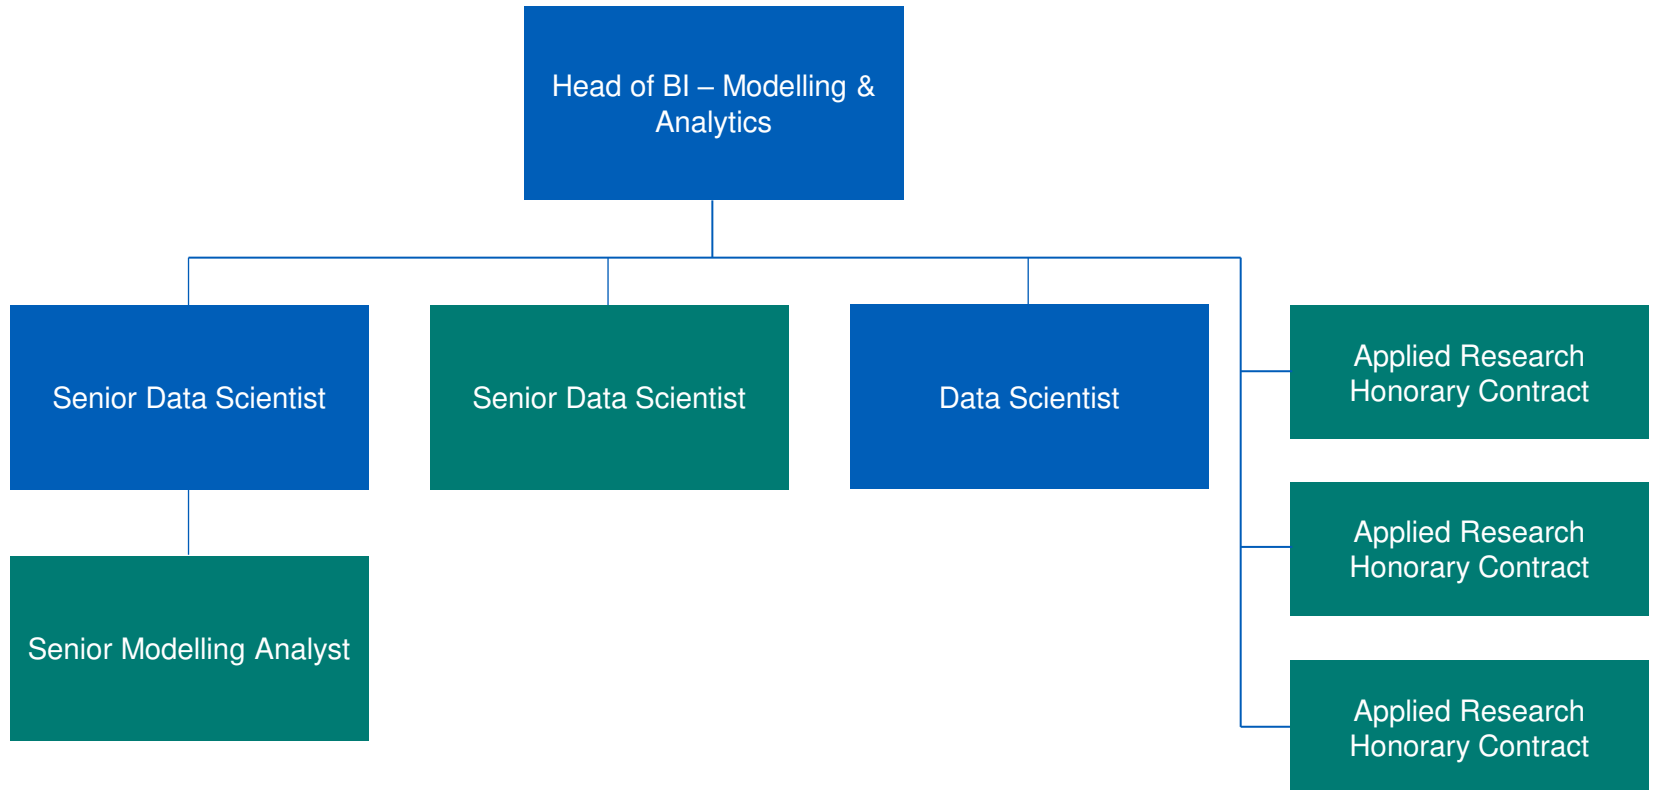 Head of BI – Modelling &
Analytics
Senior Data Scientist
Senior Data Scientist
Data Scientist
Applied Research
Honorary Contract
Applied Research
Honorary Contract
Senior Modelling Analyst
Applied Research
Honorary Contract